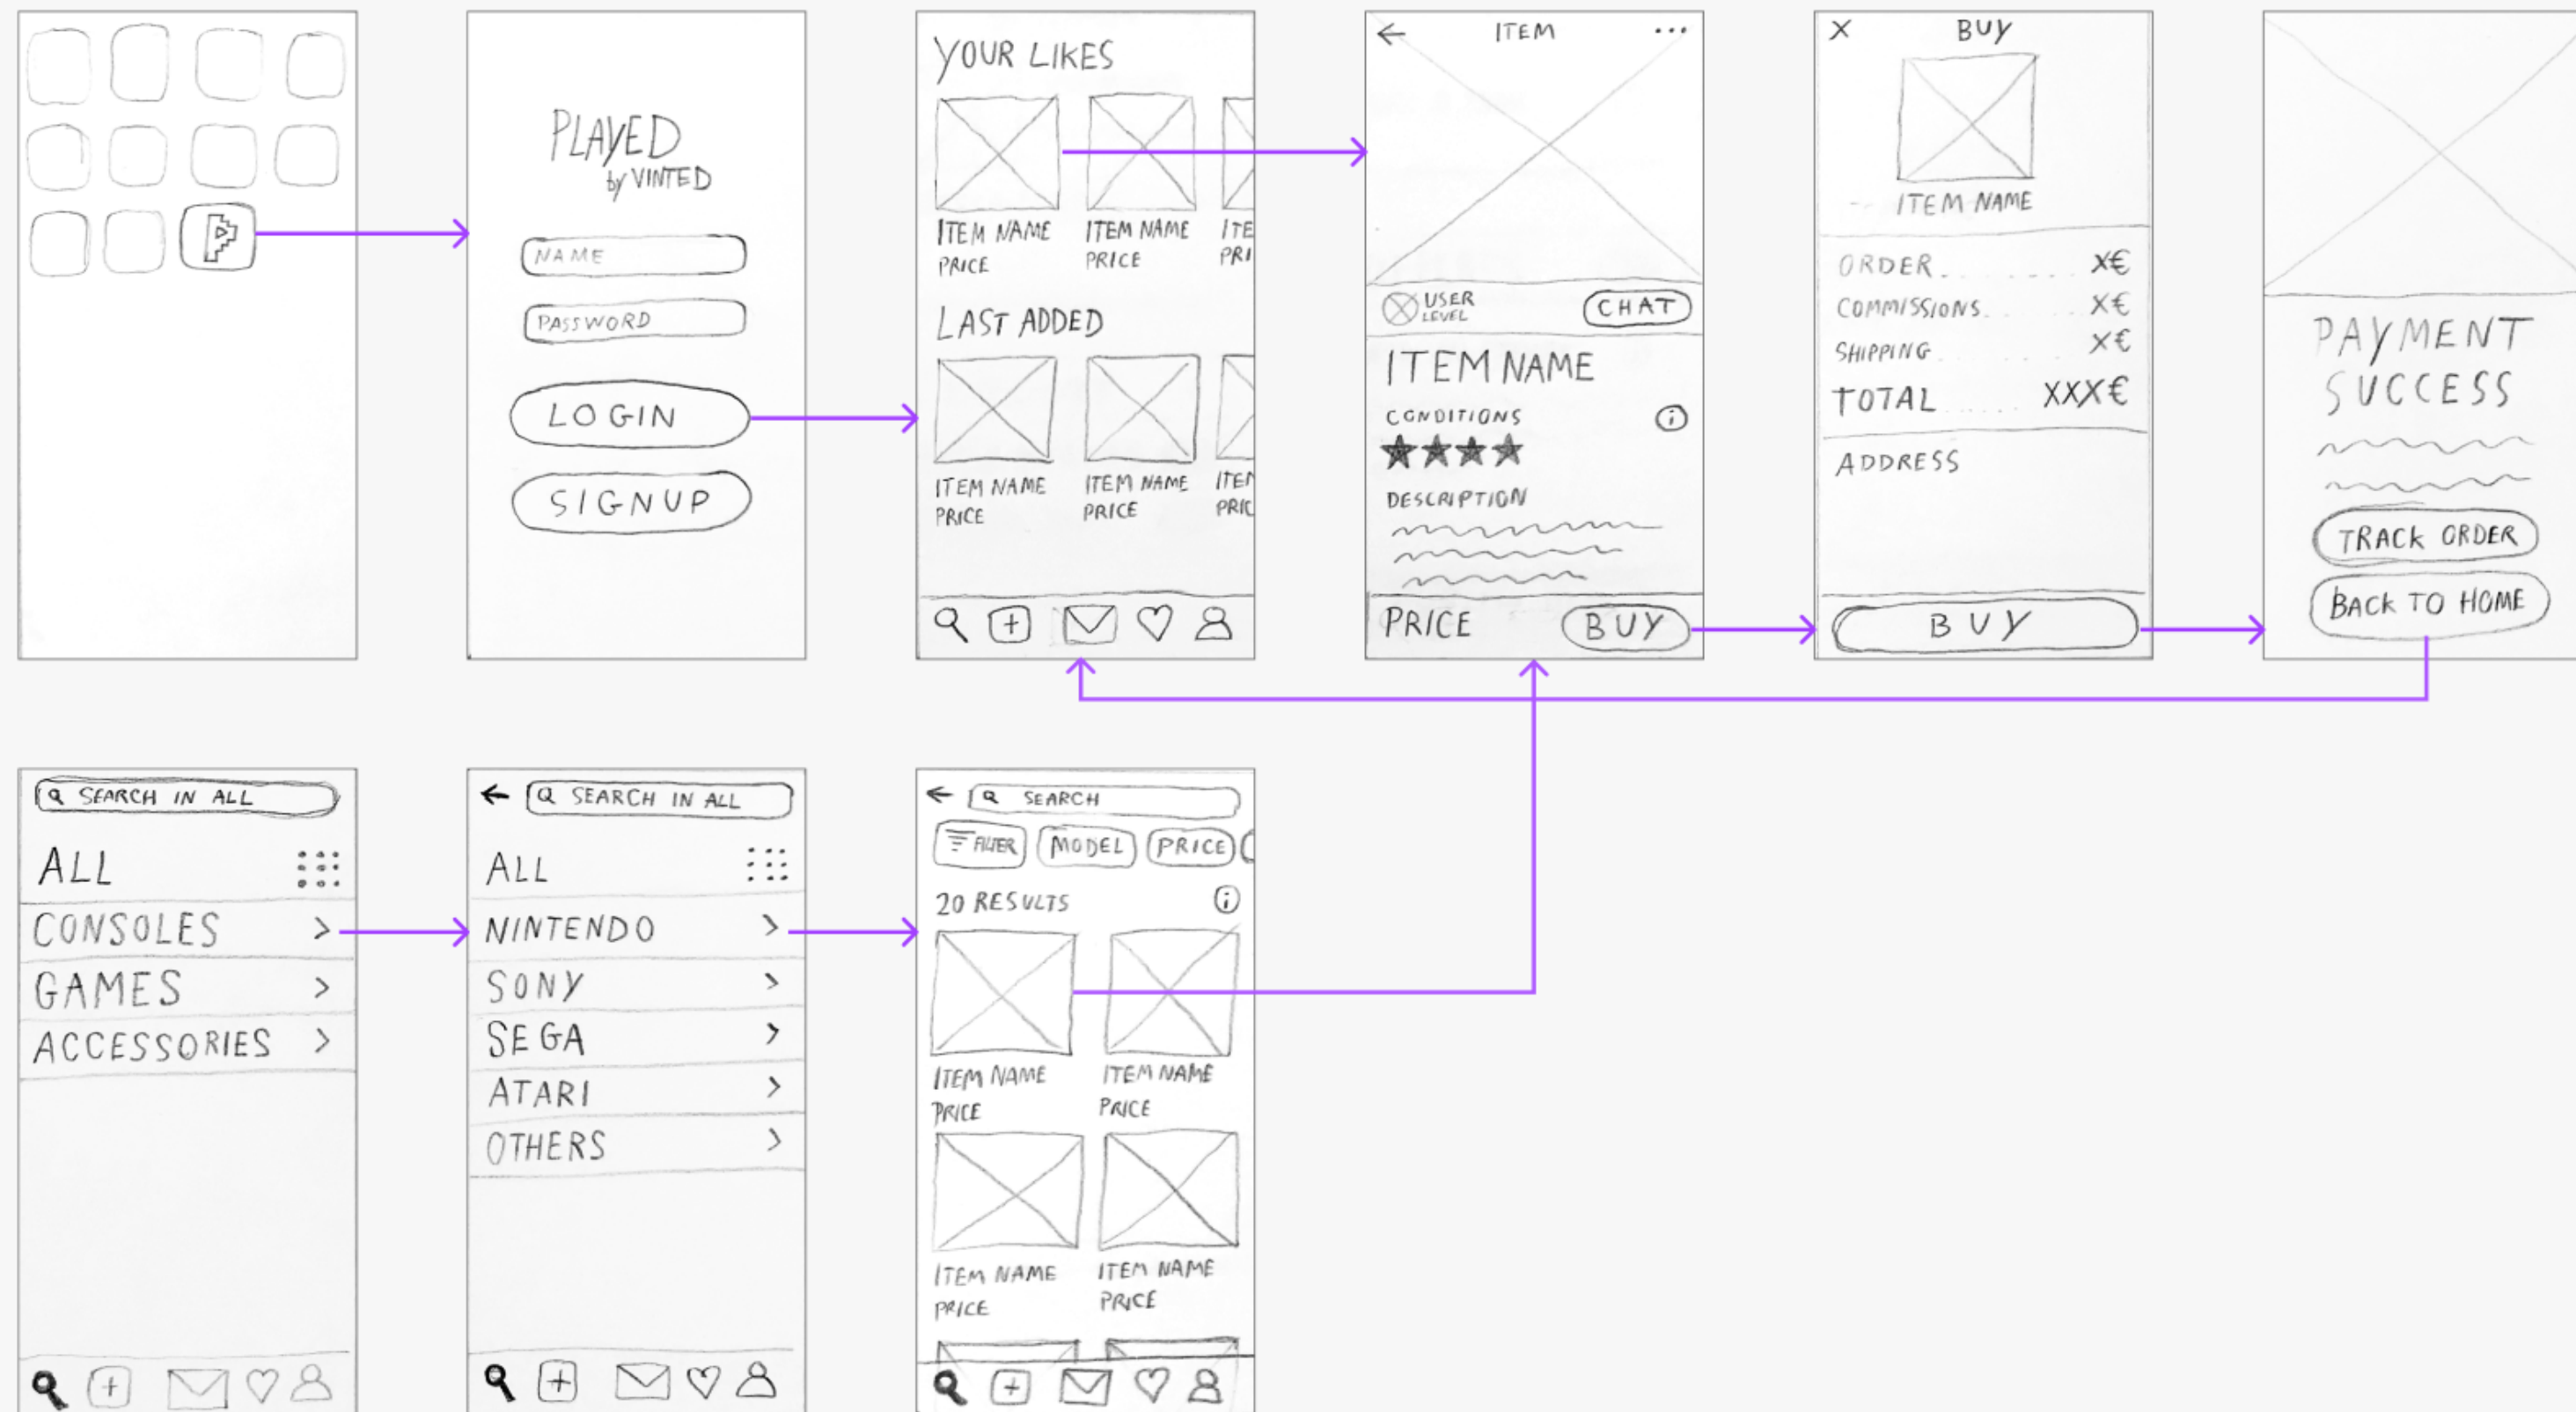 PLAYED
by VINTED
NAME
PASSWORD
LOGIN
SIGNUP
YOUR LIKES
ITEM NAME ITEM NAME ITE
PRICE PRICE PRI
LAST ADDED
ITEM NAME ITEM NAME ITEM
PRICE PRICE PRIC
ITEM
USER
LEVEL
CHAT
ITEM NAME
CONDITIONS
DESCRIPTION
PRICE BUY
X BUY
ITEM NAME
ORDER X€
COMMISSIONS X€
SHIPPING X€
TOTAL XXX€
ADDRESS
BUY
PAYMENT
SUCCESS
TRACK ORDER
BACK TO HOME
SEARCH IN ALL
ALL
CONSOLES >
GAMES >
ACCESSORIES >
SEARCH IN ALL
ALL
NINTENDO >
SONY >
SEGA >
ATARI >
OTHERS >
SEARCH
FILTER MODEL PRICE
20 RESULTS
ITEM NAME ITEM NAME
PRICE PRICE
ITEM NAME ITEM NAME
PRICE PRICE